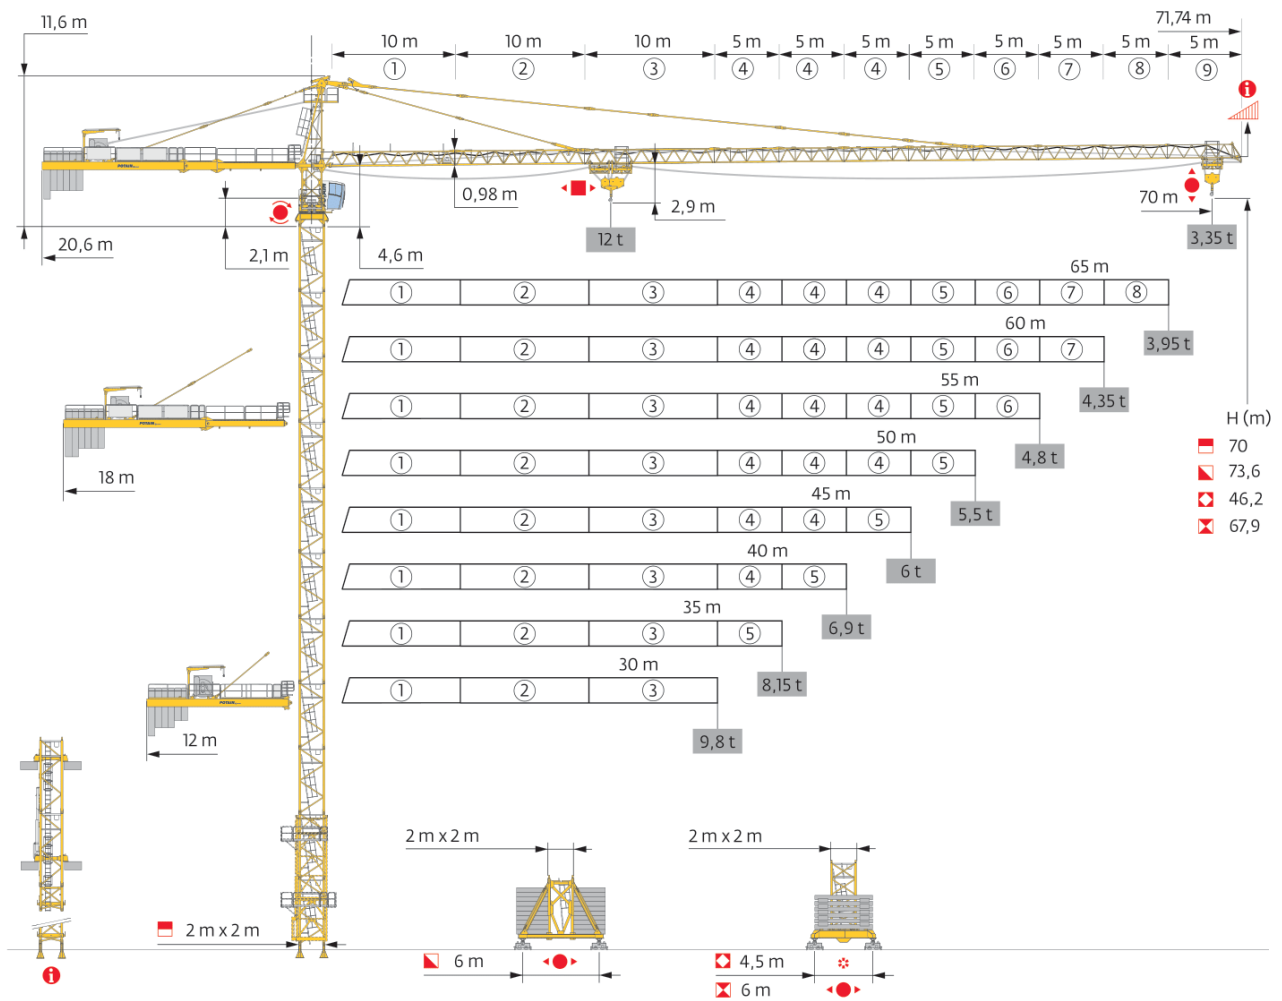 11,6 m
71,74 m
10 m 10 m 10 m 5 m 5 m 5 m 5 m 5 m 5 m 5 m 5 m
1 2 3 4 4 4 5 6 7 8 9
i
POTAIN
0,98 m
2,9 m
70 m
20,6 m
2,1 m
4,6 m
12 t
3,35 t
65 m
1 2 3 4 4 4 5 6 7 8
3,95 t
60 m
1 2 3 4 4 4 5 6 7
4,35 t
55 m
1 2 3 4 4 4 5 6
4,8 t
POTAIN
18 m
50 m
1 2 3 4 4 4 5
5,5 t
H (m)
70
73,6
46,2
67,9
45 m
1 2 3 4 4 5
6 t
40 m
1 2 3 4 5
6,9 t
35 m
1 2 3 5
8,15 t
30 m
1 2 3
9,8 t
POTAIN
12 m
2 m x 2 m
2 m x 2 m
2 m x 2 m
6 m
4,5 m
6 m
i